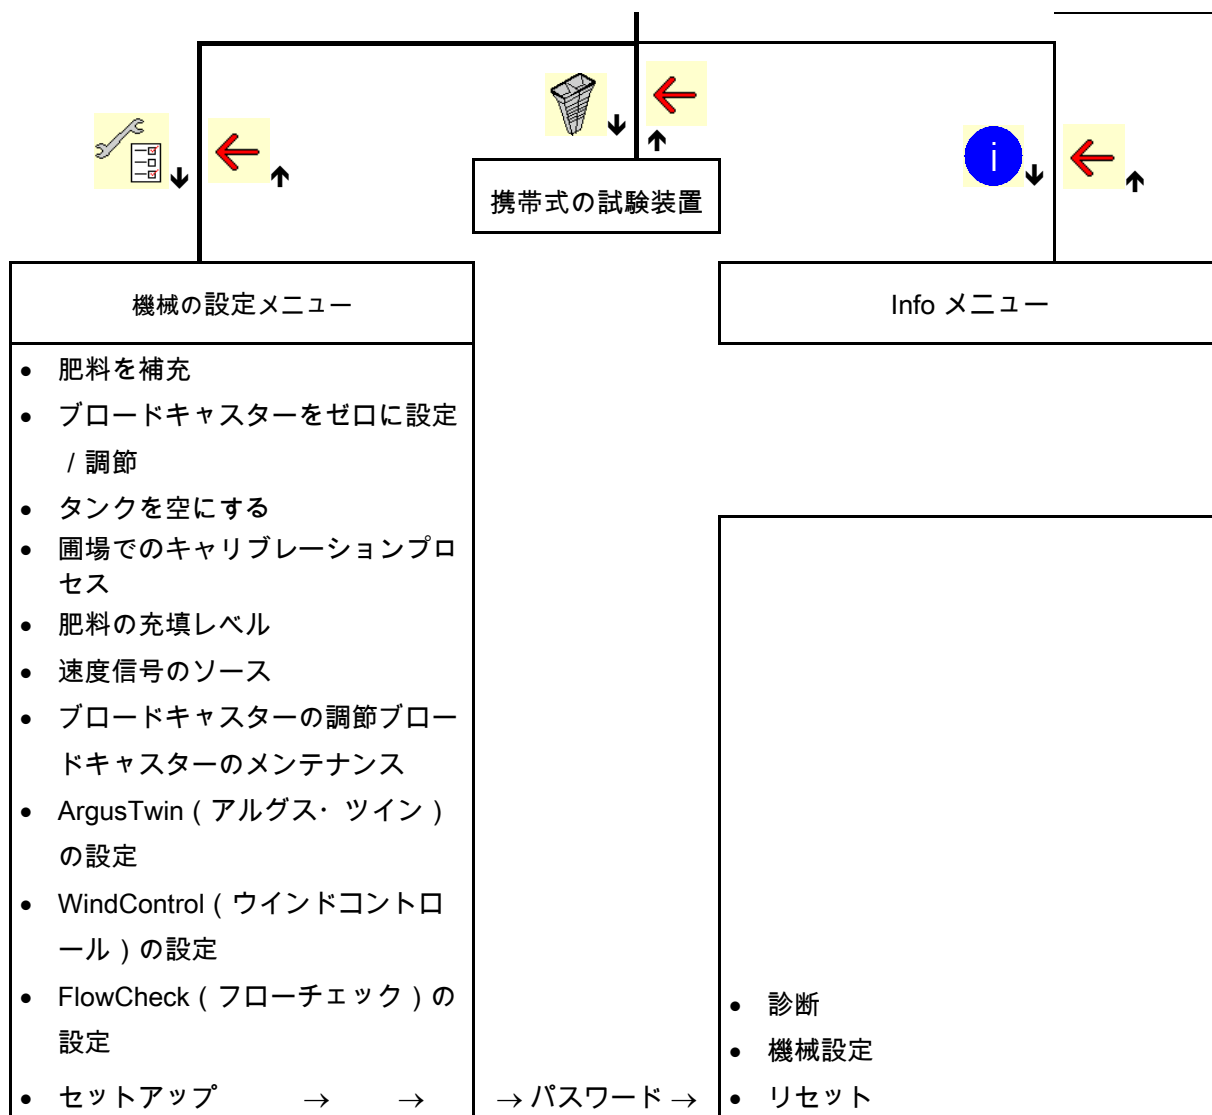 i
携帯式の試験装置
機械の設定メニュー
Info メニュー
• 肥料を補充
• ブロードキャスターをゼロに設定
/ 調節
• タンクを空にする
• 圃場でのキャリブレーションプロ
セス
• 肥料の充填レベル
• 速度信号のソース
• ブロードキャスターの調節ブロー
ドキャスターのメンテナンス
• ArgusTwin ( アルグス・ ツイン )
の設定
• WindControl ( ウインドコントロ
ール ) の設定
• FlowCheck ( フローチェック ) の
設定
• セットアップ → → → パスワード →
• 診断
• 機械設定
• リセット